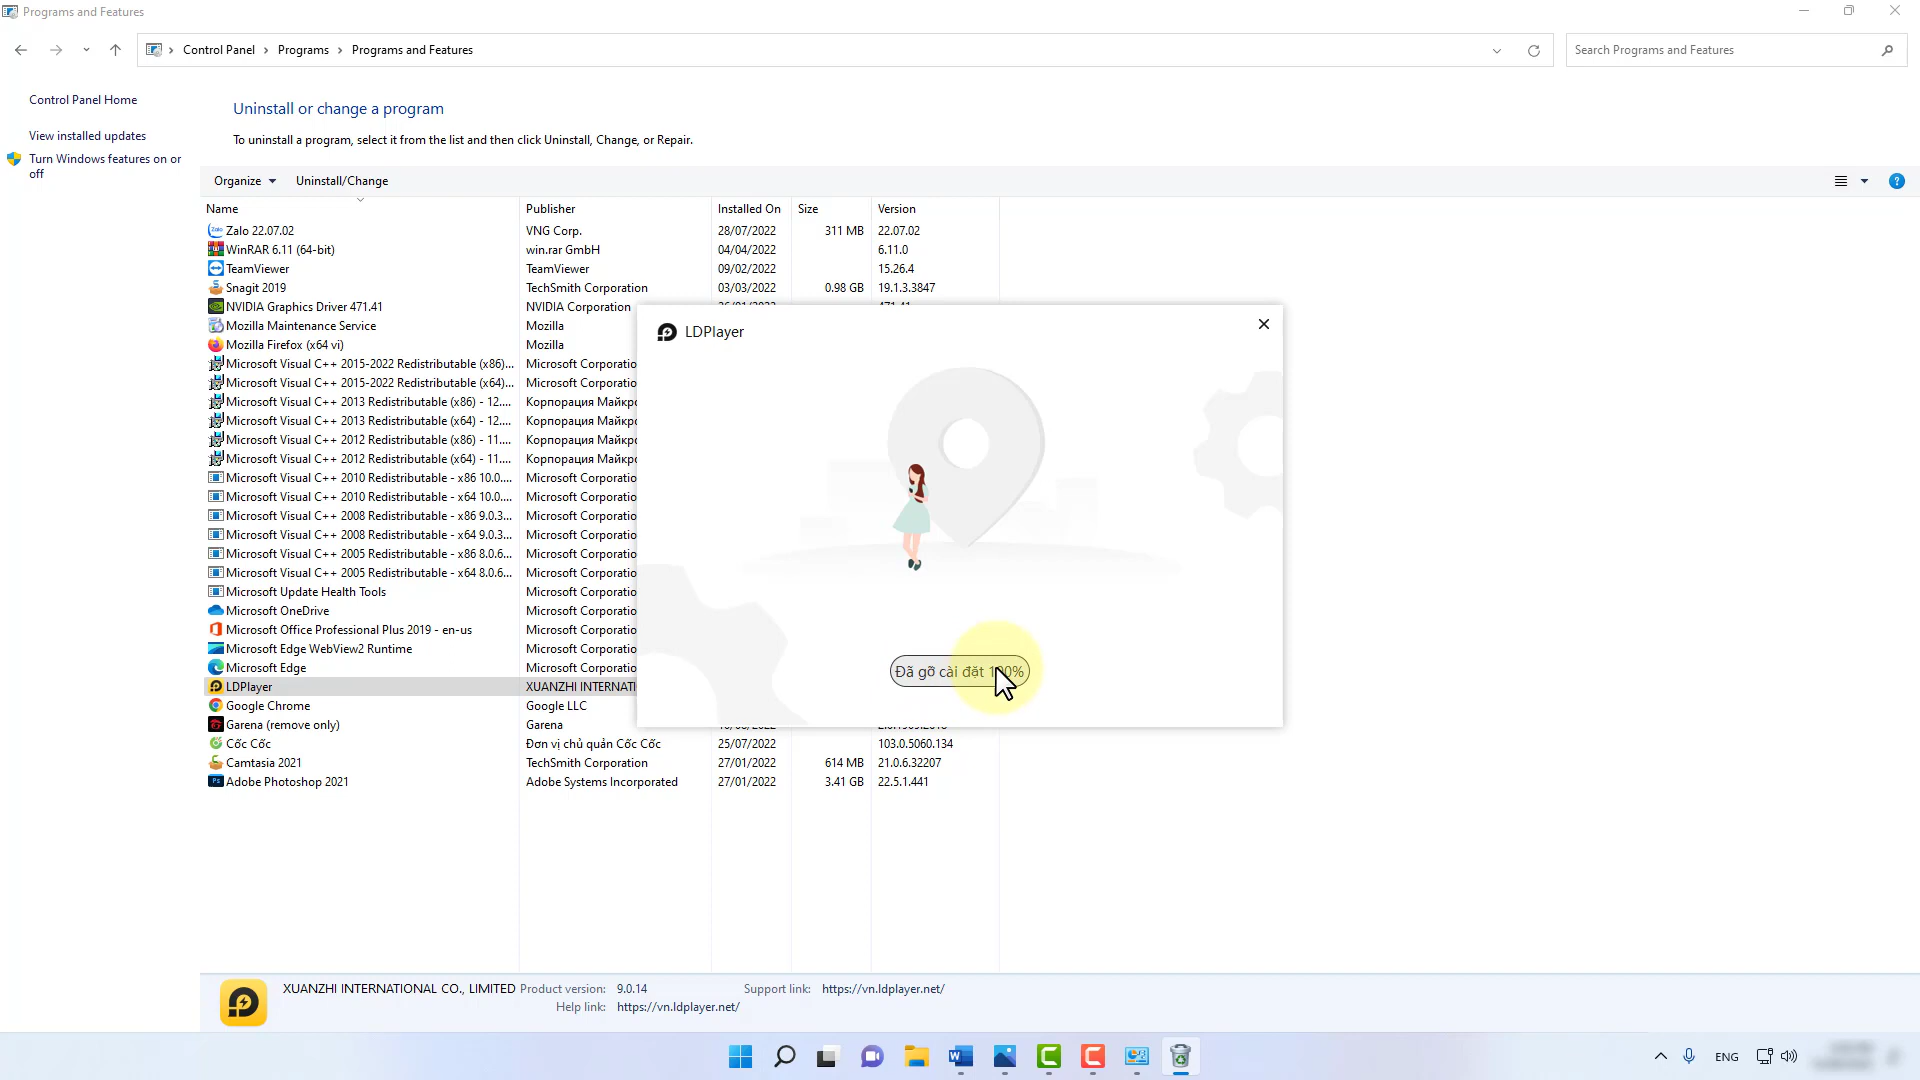 Programs and Features
Control Panel > Programs > Programs and Features
Search Programs and Features
Control Panel Home
View installed updates
Turn Windows features on or
off
Uninstall or change a program
To uninstall a program, select it from the list and then click Uninstall, Change, or Repair.
Organize Uninstall/Change
Name Publisher Installed On Size Version
Zalo 22.07.02 VNG Corp. 28/07/2022 311 MB 22.07.02
WinRAR 6.11 (64-bit) win.rar GmbH 04/04/2022 6.11.0
TeamViewer TeamViewer 09/02/2022 15.26.4
Snagit 2019 TechSmith Corporation 03/03/2022 0.98 GB 19.1.3.3847
NVIDIA Graphics Driver 471.41 NVIDIA Corporation
Mozilla Maintenance Service Mozilla
Mozilla Firefox (x64 vi) Mozilla
Microsoft Visual C++ 2015-2022 Redistributable (x86)... Microsoft Corporatio
Microsoft Visual C++ 2015-2022 Redistributable (x64)... Microsoft Corporatio
Microsoft Visual C++ 2013 Redistributable (x86) - 12.... Корпорация Майкро
Microsoft Visual C++ 2013 Redistributable (x64) - 12.... Корпорация Майкро
Microsoft Visual C++ 2012 Redistributable (x86) - 11.... Корпорация Майкро
Microsoft Visual C++ 2012 Redistributable (x64) - 11.... Корпорация Майкро
Microsoft Visual C++ 2010 Redistributable - x86 10.0.... Microsoft Corporatio
Microsoft Visual C++ 2010 Redistributable - x64 10.0.... Microsoft Corporatio
Microsoft Visual C++ 2008 Redistributable - x86 9.0.3... Microsoft Corporatio
Microsoft Visual C++ 2008 Redistributable - x64 9.0.3... Microsoft Corporatio
Microsoft Visual C++ 2005 Redistributable - x86 8.0.6... Microsoft Corporatio
Microsoft Visual C++ 2005 Redistributable - x64 8.0.6... Microsoft Corporatio
Microsoft Update Health Tools Microsoft Corporatio
Microsoft OneDrive Microsoft Corporatio
Microsoft Office Professional Plus 2019 - en-us Microsoft Corporatio
Microsoft Edge WebView2 Runtime Microsoft Corporatio
Microsoft Edge Microsoft Corporatio
LDPlayer XUANZHI INTERNATI
Google Chrome Google LLC
Garena (remove only) Garena
Cốc Cốc Đơn vị chủ quản Cốc Cốc 25/07/2022 103.0.5060.134
Camtasia 2021 TechSmith Corporation 27/01/2022 614 MB 21.0.6.32207
Adobe Photoshop 2021 Adobe Systems Incorporated 27/01/2022 3.41 GB 22.5.1.441
LDPlayer
Đã gỡ cài đặt 100%
XUANZHI INTERNATIONAL CO., LIMITED Product version: 9.0.14 Support link: https://vn.ldplayer.net/
Help link: https://vn.ldplayer.net/
ENG